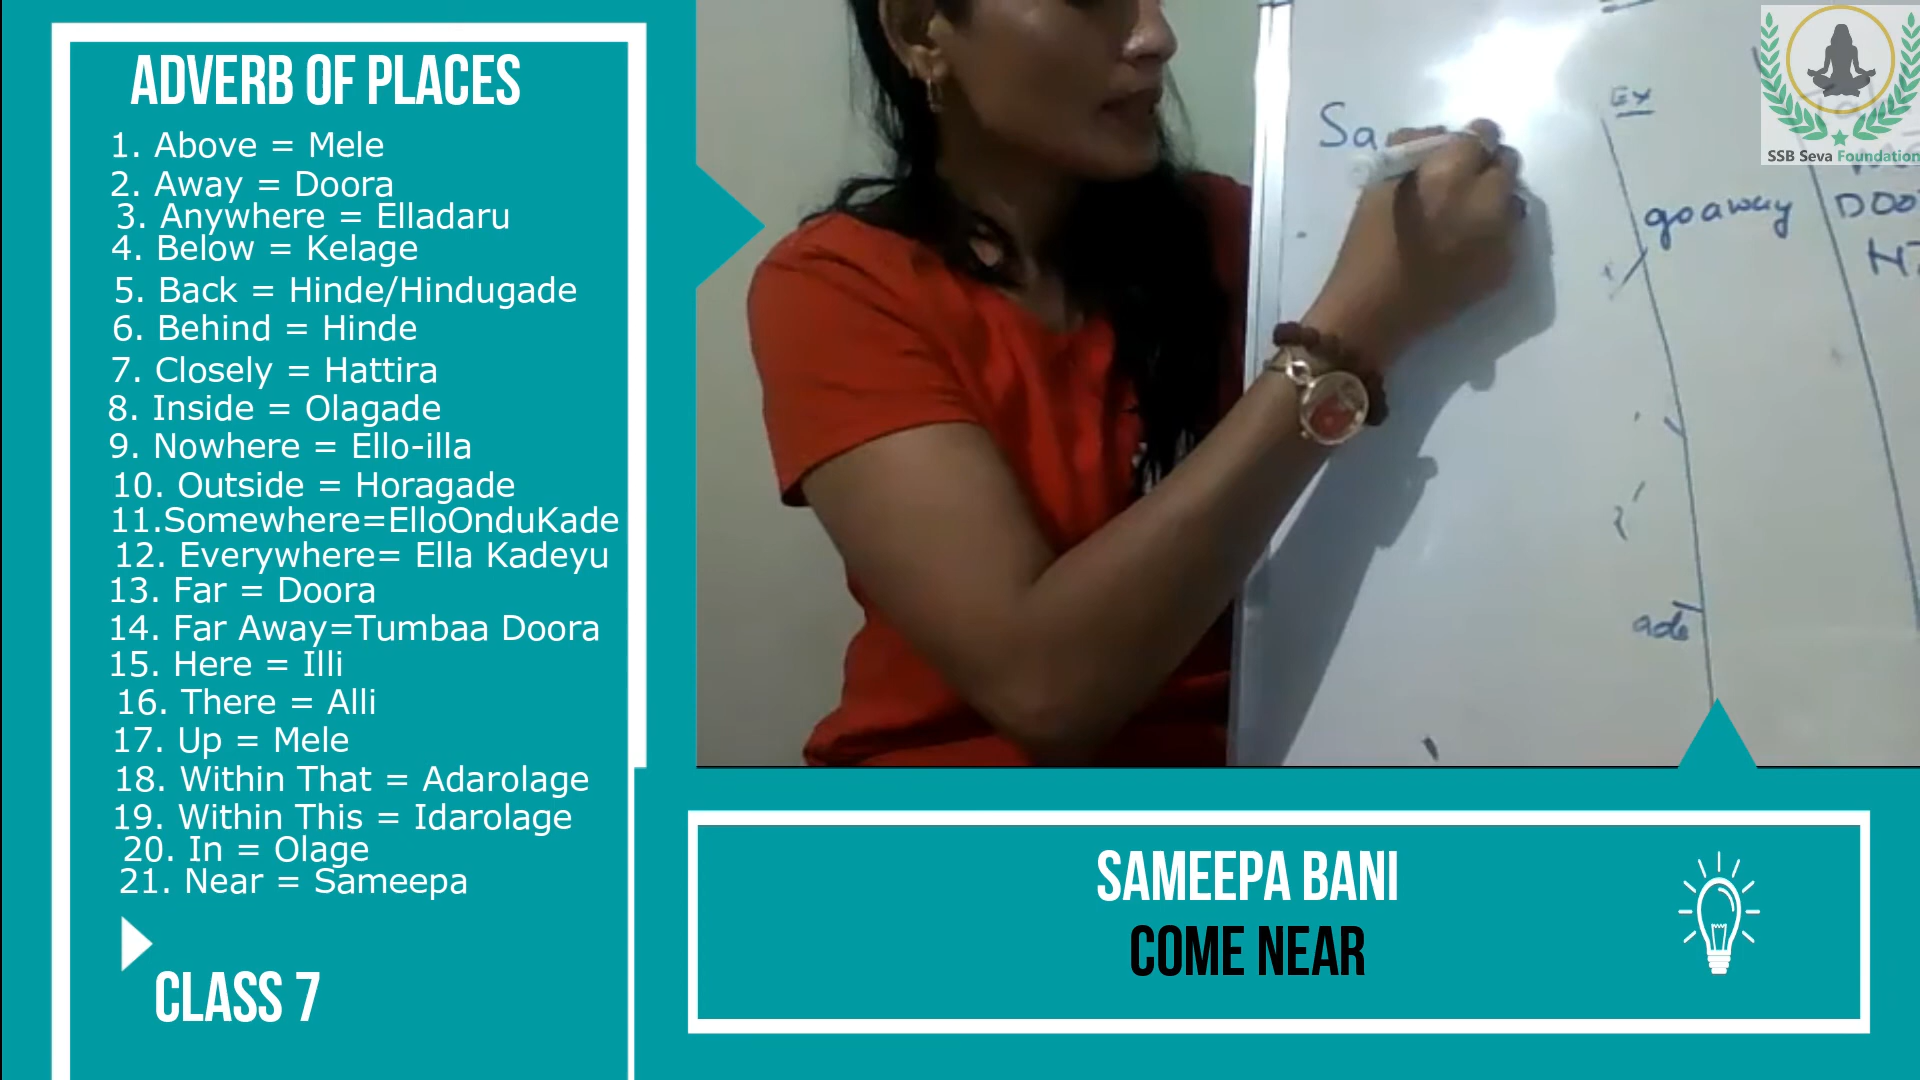 ADVERB OF PLACES
1. Above = Mele
2. Away = Doora
3. Anywhere = Elladaru
4. Below = Kelage
5. Back = Hinde/Hindugade
6. Behind = Hinde
7. Closely = Hattira
8. Inside = Olagade
9. Nowhere = Ello-illa
10. Outside = Horagade
11.Somewhere=ElloOnduKade
12. Everywhere= Ella Kadeyu
13. Far = Doora
14. Far Away=Tumbaa Doora
15. Here = Illi
16. There = Alli
17. Up = Mele
18. Within That = Adarolage
19. Within This = Idarolage
20. In = Olage
21. Near = Sameepa
CLASS 7
Sa
Ex
go away
ade
SSB Seva Foundation
SAMEEPA BANI
COME NEAR